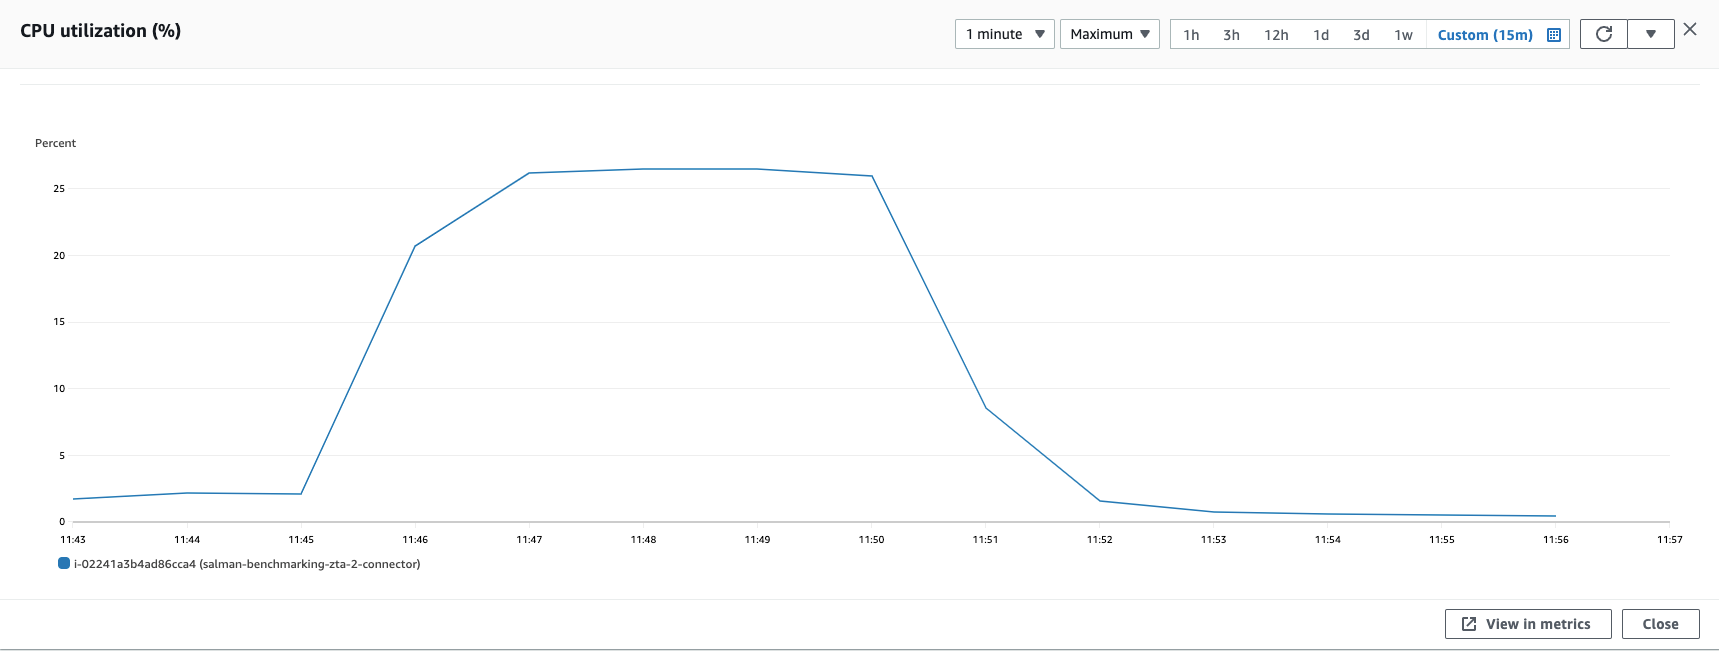 CPU utilization (%)
1 minute Maximum 1h 3h 12h 1d 3d 1w Custom (15m)
Percent
25
20
15
10
5
0
11:43 11:44 11:45 11:46 11:47 11:48 11:49 11:50 11:51 11:52 11:53 11:54 11:55 11:56 11:57
i-02241a3b4ad86cca4 (salman-benchmarking-zta-2-connector)
View in metrics Close